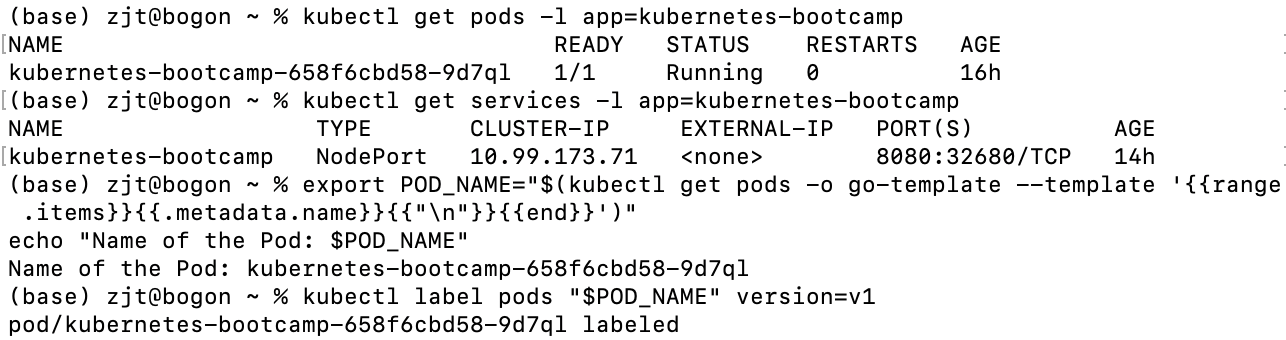 (base) zjt@bogon ~ % kubectl get pods -l app=kubernetes-bootcamp
NAME                                   READY   STATUS    RESTARTS   AGE
kubernetes-bootcamp-658f6cbd58-9d7ql   1/1     Running   0          16h
(base) zjt@bogon ~ % kubectl get services -l app=kubernetes-bootcamp
NAME                  TYPE       CLUSTER-IP     EXTERNAL-IP   PORT(S)          AGE
kubernetes-bootcamp   NodePort   10.99.173.71   <none>        8080:32680/TCP   14h
(base) zjt@bogon ~ % export POD_NAME="$(kubectl get pods -o go-template --template '{{range
 .items}}{{.metadata.name}}{{"\n"}}{{end}}')"
echo "Name of the Pod: $POD_NAME"
Name of the Pod: kubernetes-bootcamp-658f6cbd58-9d7ql
(base) zjt@bogon ~ % kubectl label pods "$POD_NAME" version=v1
pod/kubernetes-bootcamp-658f6cbd58-9d7ql labeled